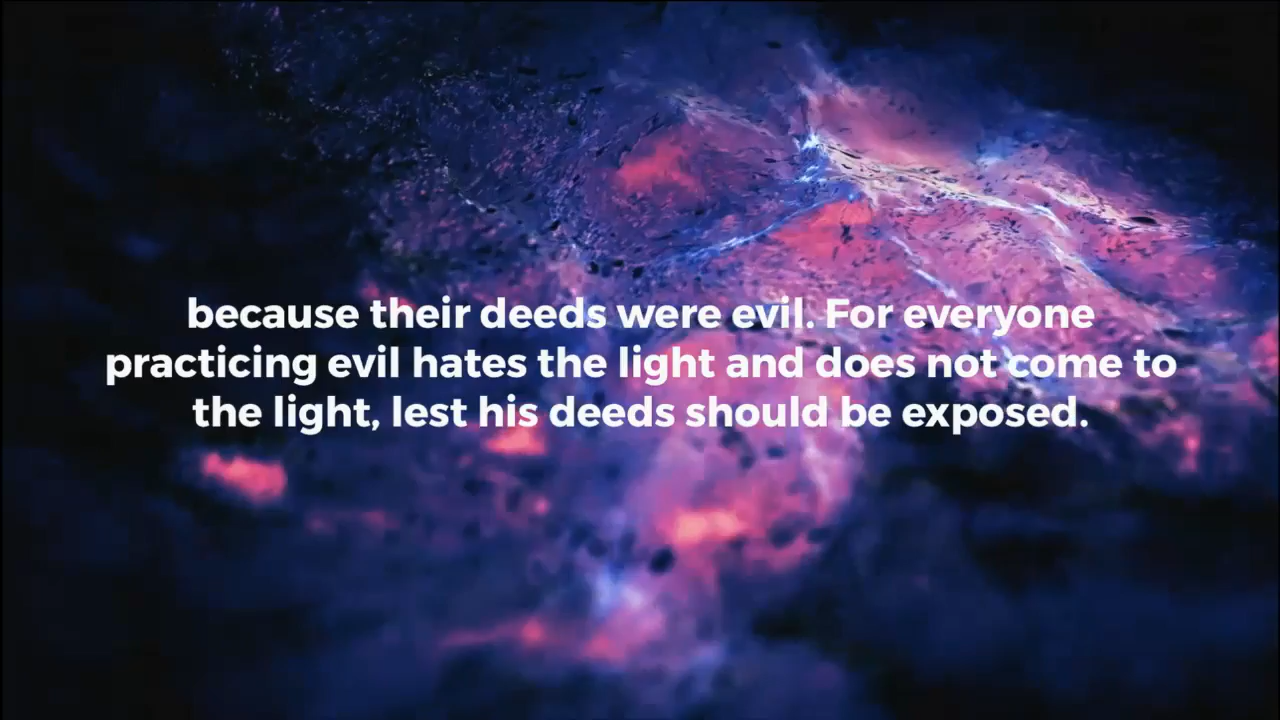 because their deeds were evil. For everyone
practicing evil hates the light and does not come to
the light, lest his deeds should be exposed.